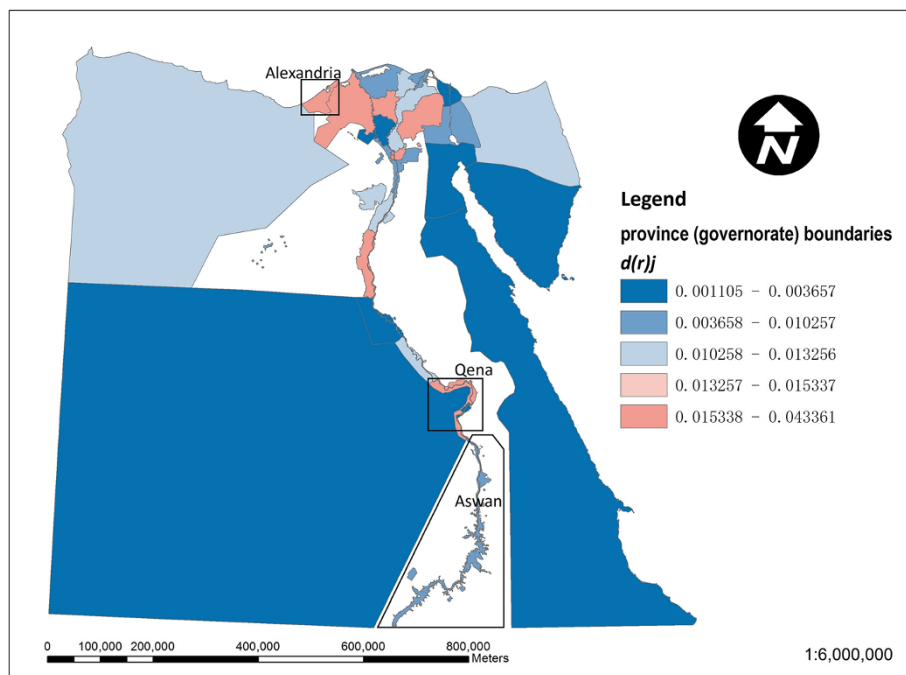 Alexandria
N
Legend
province (governorate) boundaries
d(r)j
0.001105 - 0.003657
0.003658 - 0.010257
0.010258 - 0.013256
0.013257 - 0.015337
0.015338 - 0.043361
Qena
Aswan
0 100,000 200,000 400,000 600,000 800,000
Meters
1:6,000,000